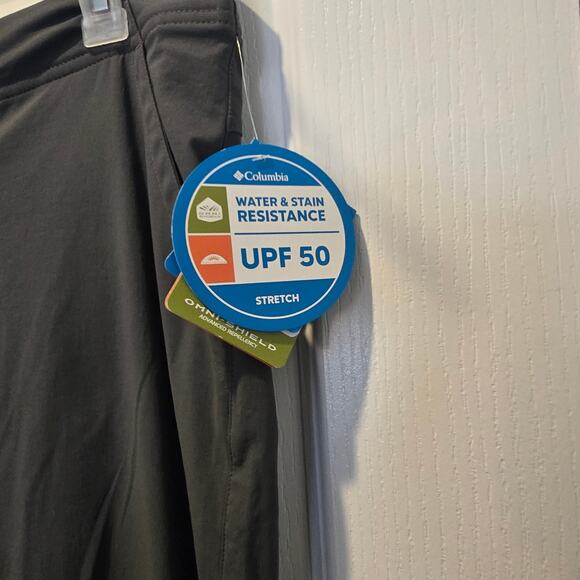 Columbia
WATER & STAIN
RESISTANCE
UPF 50
STRETCH
OMNI-SHIELD
ADVANCED REPELLENCY